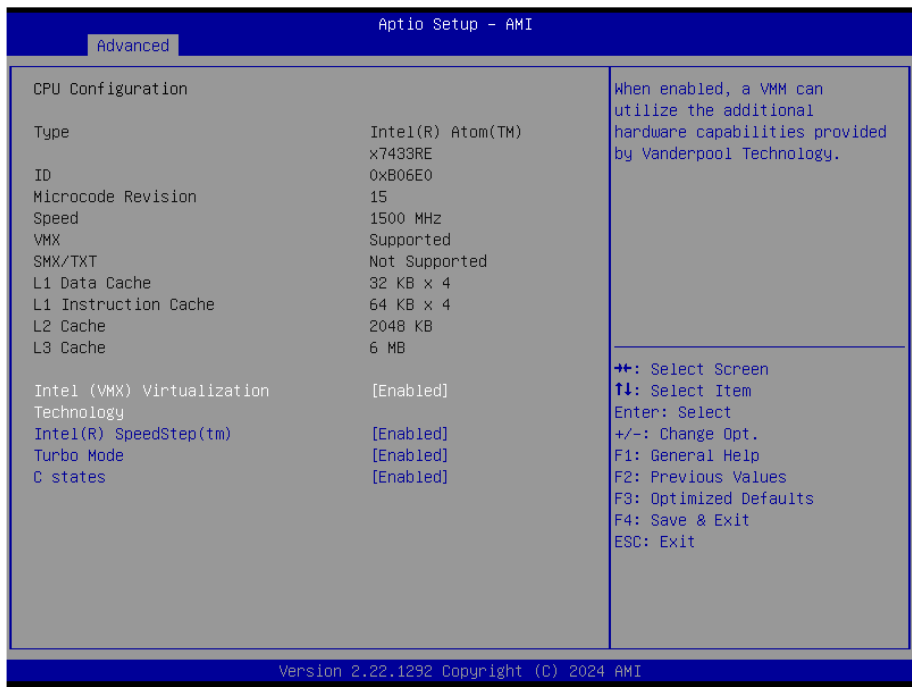 Aptio Setup – AMI
Advanced
CPU Configuration
Type Intel(R) Atom(TM)
x7433RE
ID 0xB06E0
Microcode Revision 15
Speed 1500 MHz
VMX Supported
SMX/TXT Not Supported
L1 Data Cache 32 KB x 4
L1 Instruction Cache 64 KB x 4
L2 Cache 2048 KB
L3 Cache 6 MB
Intel (VMX) Virtualization [Enabled]
Technology
Intel(R) SpeedStep(tm) [Enabled]
Turbo Mode [Enabled]
C states [Enabled]
When enabled, a VMM can
utilize the additional
hardware capabilities provided
by Vanderpool Technology.
→←: Select Screen
↑↓: Select Item
Enter: Select
+/-: Change Opt.
F1: General Help
F2: Previous Values
F3: Optimized Defaults
F4: Save & Exit
ESC: Exit
Version 2.22.1292 Copyright (C) 2024 AMI